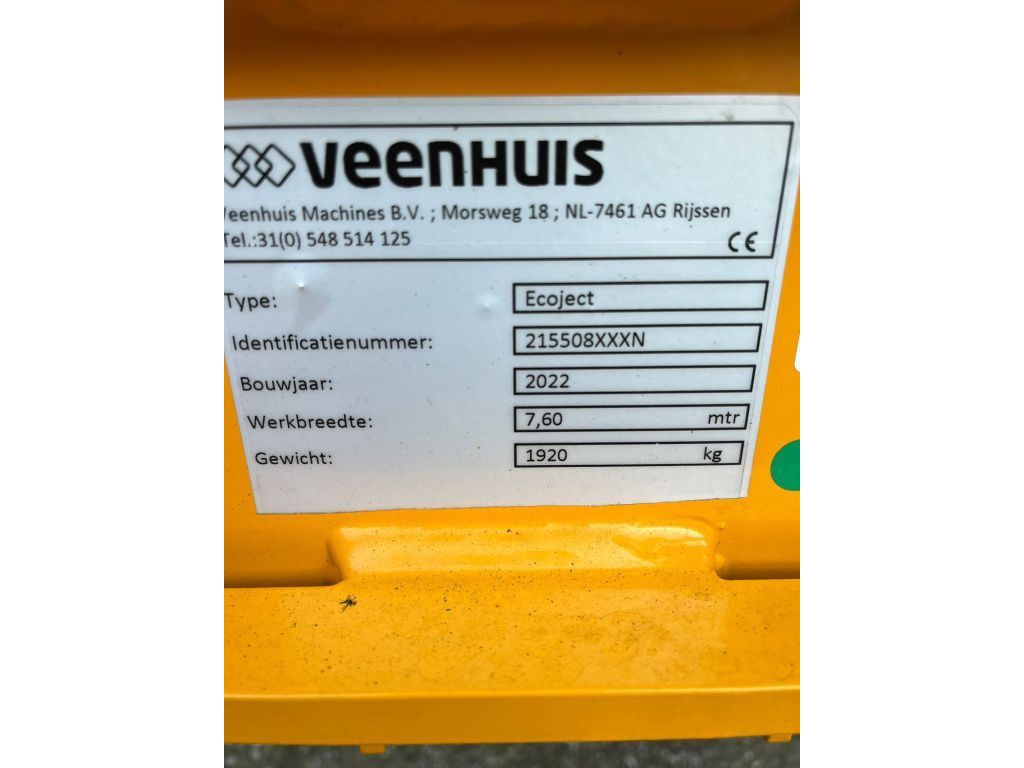 veenHUIS
Veenhuis Machines B.V. ; Morsweg 18 ; NL-7461 AG Rijssen
Tel.:31(0) 548 514 125
CE
Type: Ecoject
Identificatienummer: 215508XXXN
Bouwjaar: 2022
Werkbreedte: 7,60 mtr
Gewicht: 1920 kg